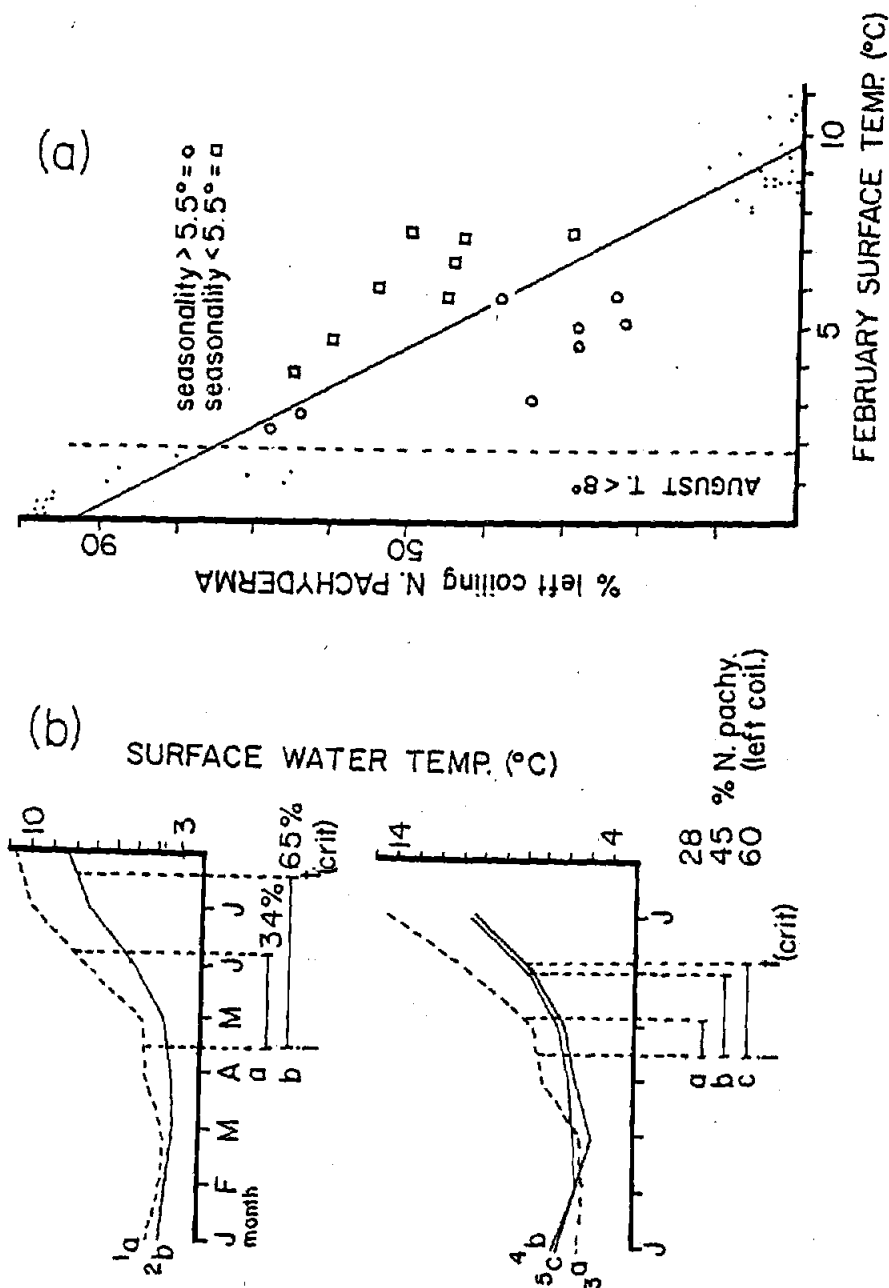 (a)
seasonality > 5.5° = o
seasonality < 5.5° = □
% left coiling N. PACHYDERMA
90
50
AUGUST T. < 8°
5
10
FEBRUARY SURFACE TEMP. (°C)
(b)
SURFACE WATER TEMP. (°C)
10
3
1a
2b
J F M A M J J
month
a
b
i
34%
65%
t(crit)
14
4
4b
5c
3a
J
J
a
b
c
i
t(crit)
28
45
60
% N. pachy.
(left coil.)